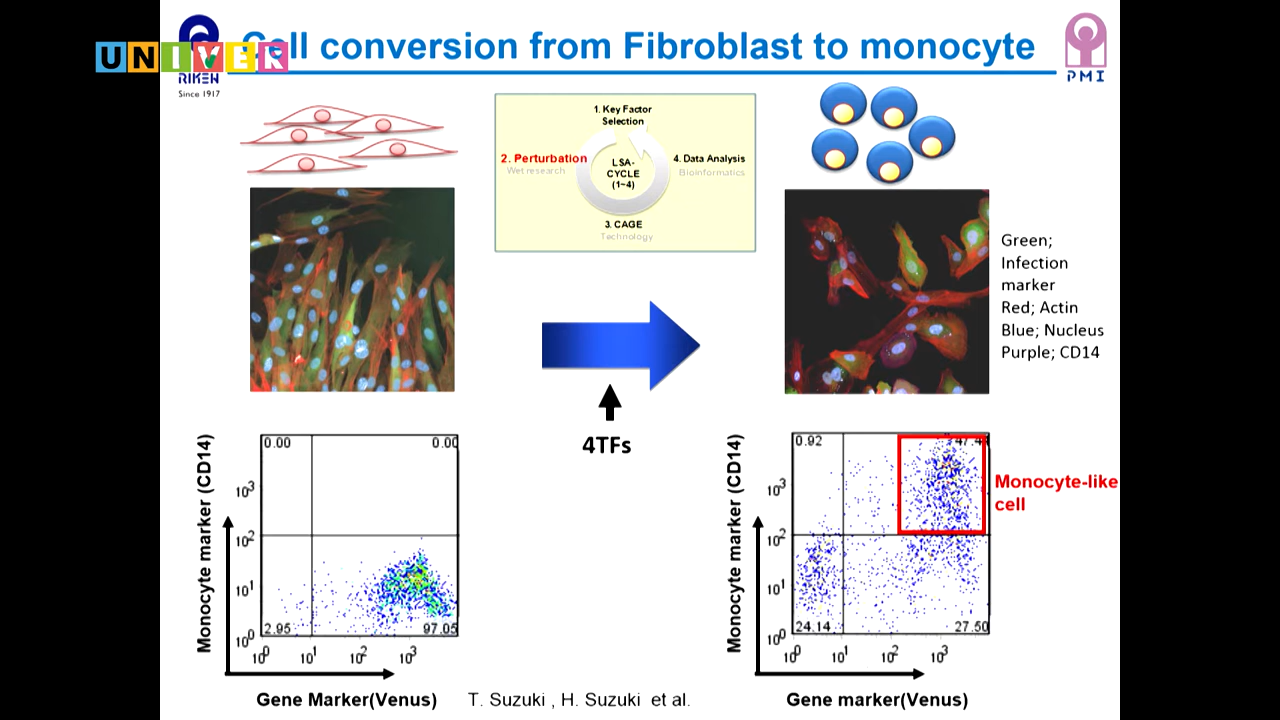 UNIVER
Cell conversion from Fibroblast to monocyte
RIKEN
Since 1917
PMI
1. Key Factor
Selection
2. Perturbation
Wet research
LSA-
CYCLE
(1~4)
4. Data Analysis
Bioinformatics
3. CAGE
Technology
Green;
Infection
marker
Red; Actin
Blue; Nucleus
Purple; CD14
4TFs
Monocyte marker (CD14)
0.00 0.00
10³
10²
10¹
10⁰
2.95 97.05
10⁰ 10¹ 10² 10³
Gene Marker(Venus)
T. Suzuki , H. Suzuki et al.
Monocyte marker (CD14)
0.92 47.44
10³
10²
10¹
10⁰
24.14 27.50
10⁰ 10¹ 10² 10³
Gene marker(Venus)
Monocyte-like
cell